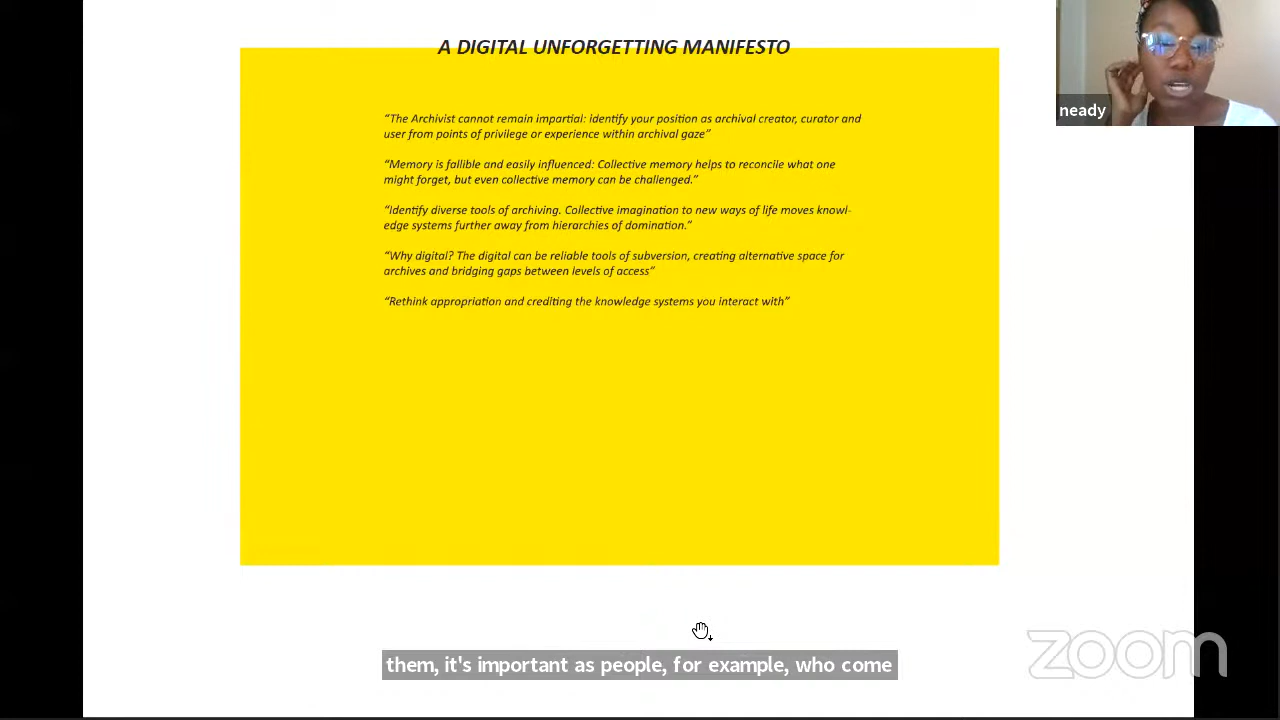 A DIGITAL UNFORGETTING MANIFESTO
“The Archivist cannot remain impartial: identify your position as archival creator, curator and
user from points of privilege or experience within archival gaze”
“Memory is fallible and easily influenced: Collective memory helps to reconcile what one
might forget, but even collective memory can be challenged.”
“Identify diverse tools of archiving. Collective imagination to new ways of life moves knowl-
edge systems further away from hierarchies of domination.”
“Why digital? The digital can be reliable tools of subversion, creating alternative space for
archives and bridging gaps between levels of access”
“Rethink appropriation and crediting the knowledge systems you interact with”
neady
them, it's important as people, for example, who come
zoom